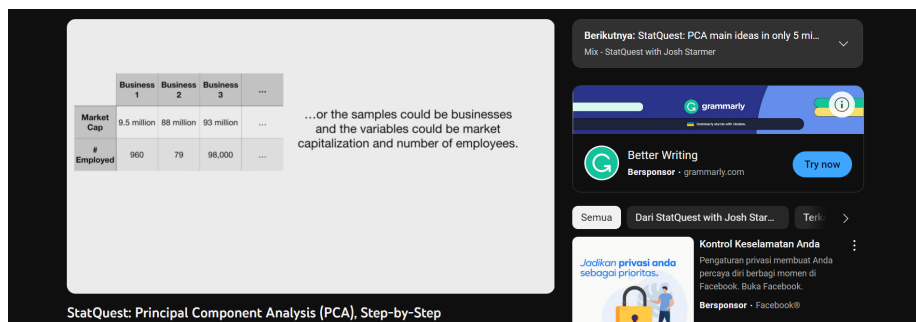 Business 1 Business 2 Business 3 ...
Market Cap 9.5 million 88 million 93 million ...
# Employed 960 79 98,000 ...
...or the samples could be businesses
and the variables could be market
capitalization and number of employees.
StatQuest: Principal Component Analysis (PCA), Step-by-Step
Berikutnya: StatQuest: PCA main ideas in only 5 mi...
Mix - StatQuest with Josh Starmer
grammarly
Grammarly stands with Ukraine.
Better Writing
Bersponsor · grammarly.com
Try now
Semua
Dari StatQuest with Josh Star...
Terk
Jadikan privasi anda
sebagai prioritas.
Kontrol Keselamatan Anda
Pengaturan privasi membuat Anda
percaya diri berbagi momen di
Facebook. Buka Facebook.
Bersponsor · Facebook®